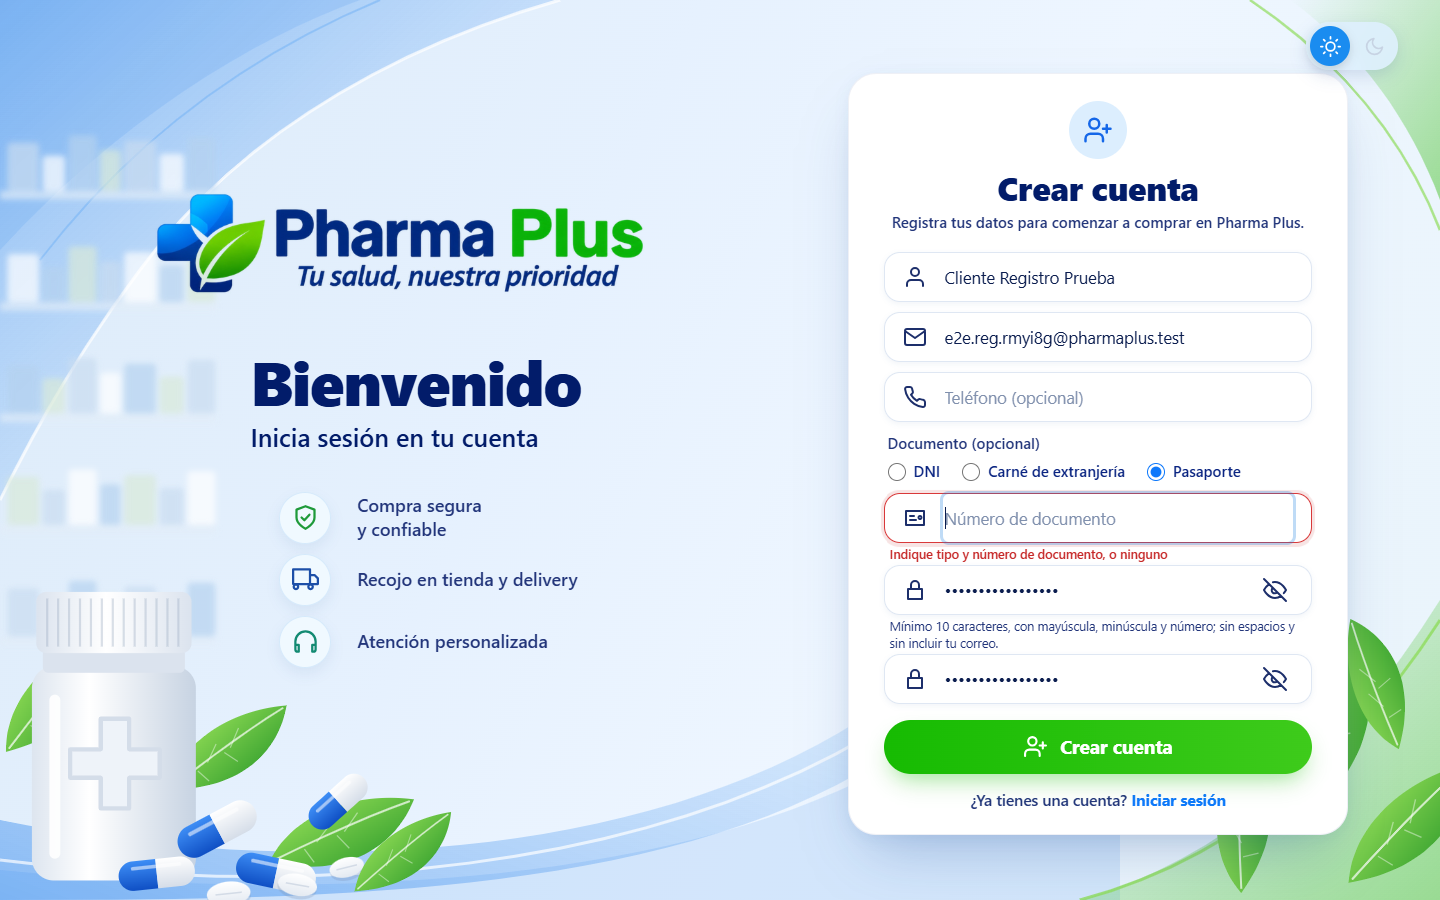 Pharma Plus
Tu salud, nuestra prioridad
Bienvenido
Inicia sesión en tu cuenta
Compra segura
y confiable
Recojo en tienda y delivery
Atención personalizada
Crear cuenta
Registra tus datos para comenzar a comprar en Pharma Plus.
Cliente Registro Prueba
e2e.reg.rmyi8g@pharmaplus.test
Teléfono (opcional)
Documento (opcional)
DNI Carné de extranjería Pasaporte
Número de documento
Indique tipo y número de documento, o ninguno
•••••••••••••••••
Mínimo 10 caracteres, con mayúscula, minúscula y número; sin espacios y
sin incluir tu correo.
•••••••••••••••••
Crear cuenta
¿Ya tienes una cuenta? Iniciar sesión